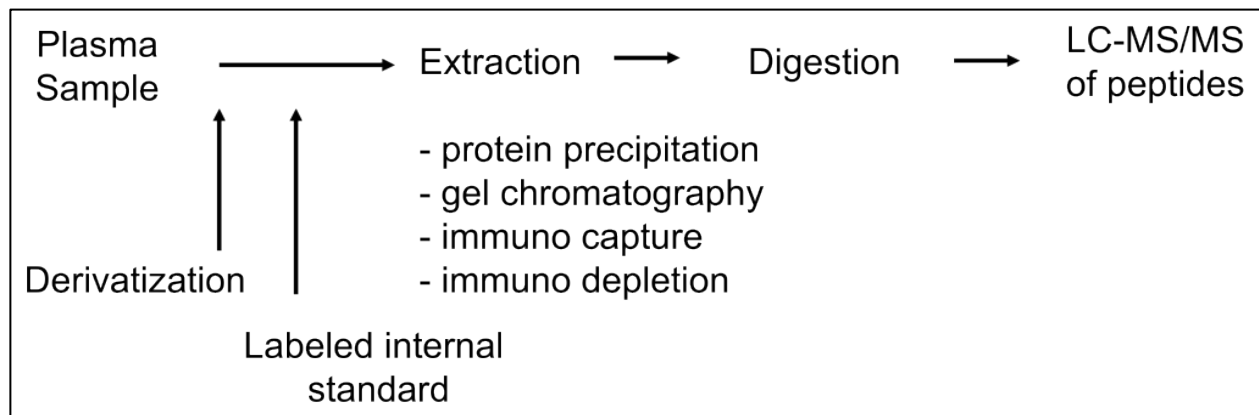 Plasma
Sample
Extraction
Digestion
LC-MS/MS
of peptides
- protein precipitation
- gel chromatography
- immuno capture
- immuno depletion
Derivatization
Labeled internal
standard